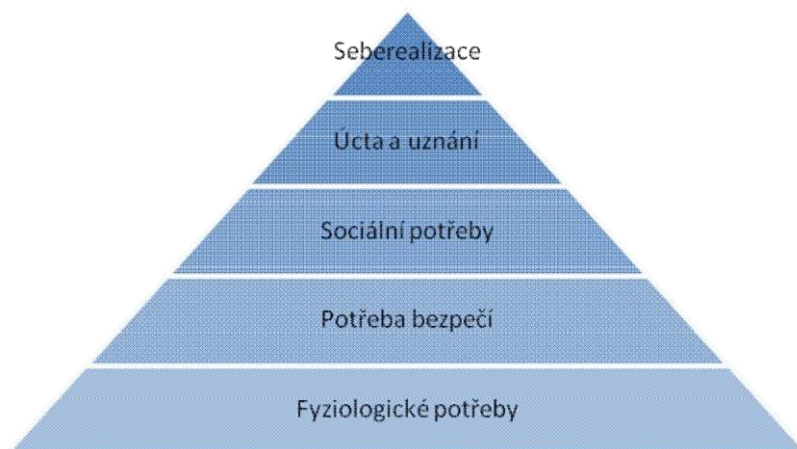 Seberealizace
Úcta a uznání
Sociální potřeby
Potřeba bezpečí
Fyziologické potřeby